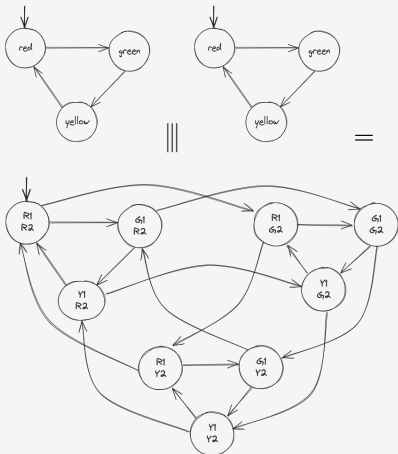 red
green
yellow
|||
red
green
yellow
=
R1
R2
G1
R2
Y1
R2
R1
G2
G1
G2
Y1
G2
R1
Y2
G1
Y2
Y1
Y2